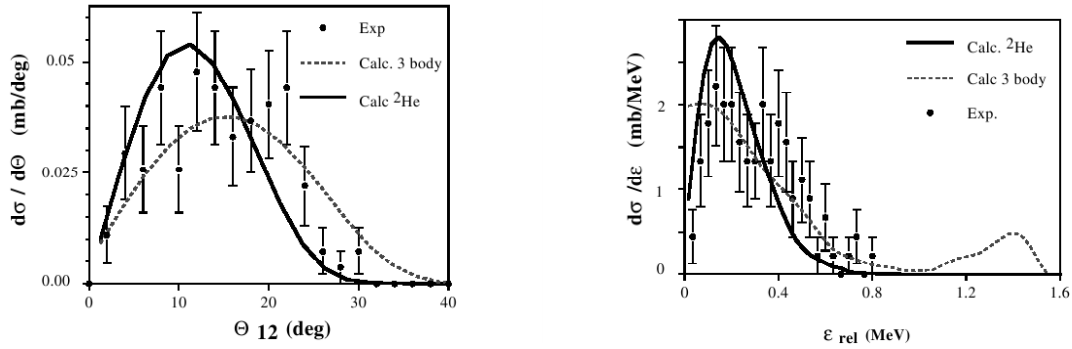 dσ / dΘ (mb/deg)
0.05
0.025
0.00
0
10
20
30
40
Θ 12 (deg)
Exp
Calc. 3 body
Calc ²He
dσ /dε (mb/MeV)
3
2
1
0
0
0.4
0.8
1.2
1.6
ε rel (MeV)
Calc. ²He
Calc 3 body
Exp.